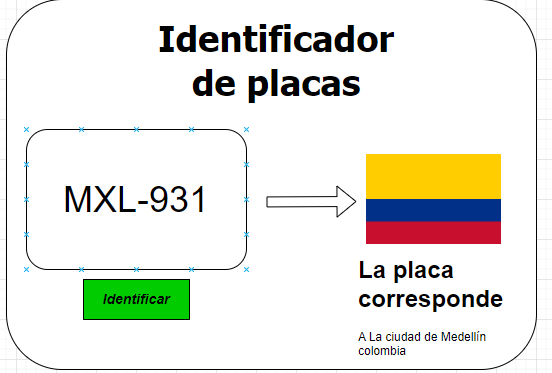 Identificador
de placas
MXL-931
Identificar
La placa
corresponde
A La ciudad de Medellín
colombia